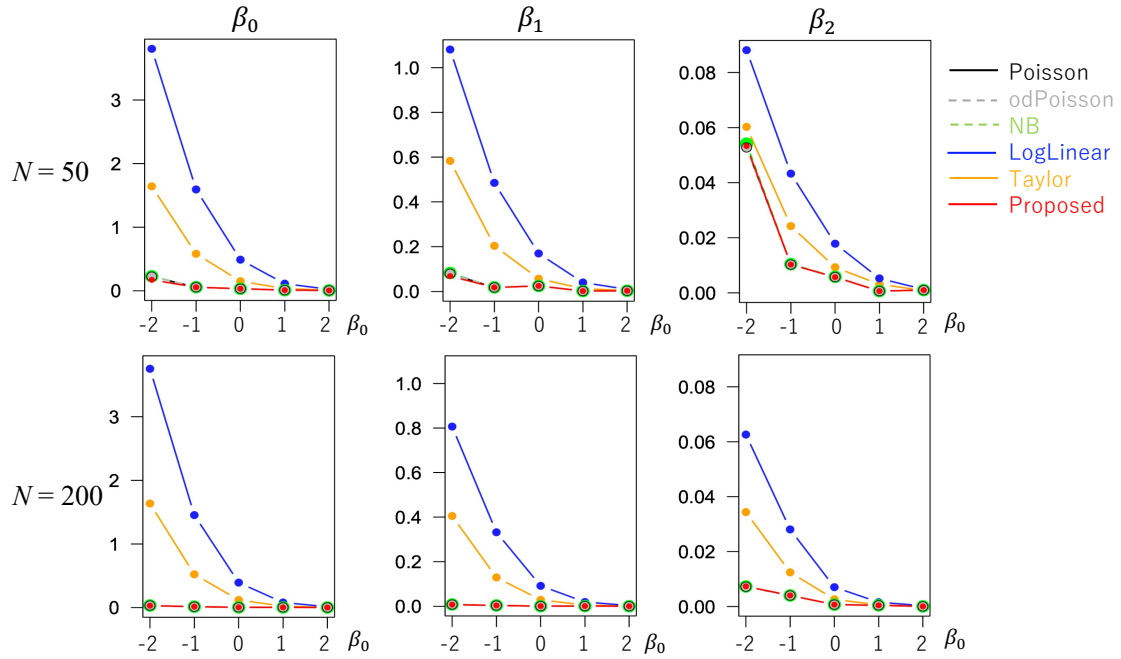 β₀ β₁ β₂
N = 50
3
2
1
0
-2 -1 0 1 2 β₀
1.0
0.8
0.6
0.4
0.2
0.0
-2 -1 0 1 2 β₀
0.08
0.06
0.04
0.02
0.00
-2 -1 0 1 2 β₀
Poisson
odPoisson
NB
LogLinear
Taylor
Proposed
N = 200
3
2
1
0
-2 -1 0 1 2 β₀
1.0
0.8
0.6
0.4
0.2
0.0
-2 -1 0 1 2 β₀
0.08
0.06
0.04
0.02
0.00
-2 -1 0 1 2 β₀